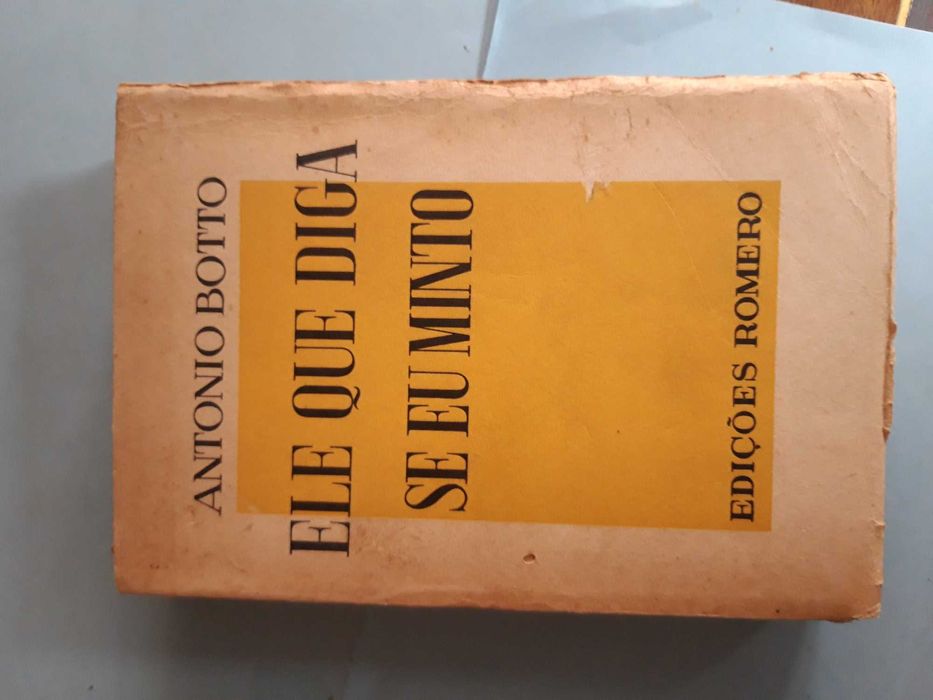 ANTONIO BOTTO
ELE QUE DIGA
SE EU MINTO
EDIÇÕES ROMERO